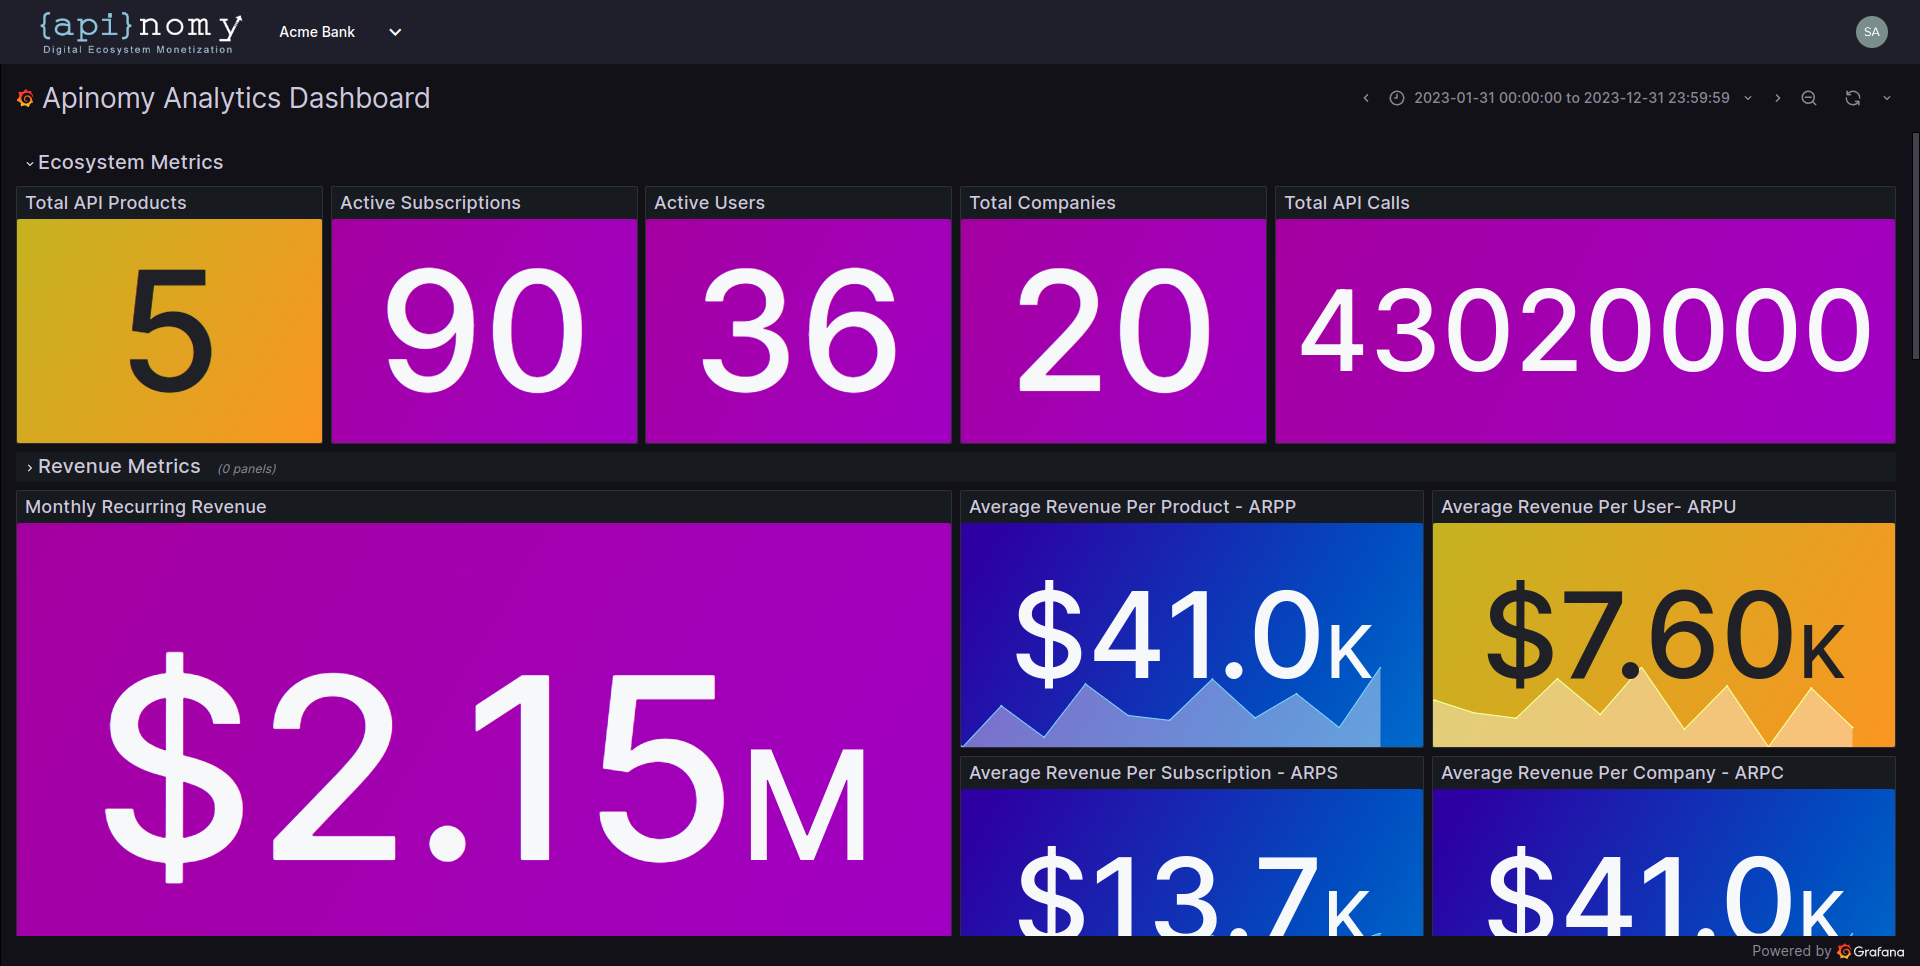 {api}nomy
Digital Ecosystem Monetization
Acme Bank
SA
Apinomy Analytics Dashboard
2023-01-31 00:00:00 to 2023-12-31 23:59:59
Ecosystem Metrics
Total API Products
5
Active Subscriptions
90
Active Users
36
Total Companies
20
Total API Calls
43020000
Revenue Metrics (0 panels)
Monthly Recurring Revenue
$2.15M
Average Revenue Per Product - ARPP
$41.0K
Average Revenue Per User- ARPU
$7.60K
Average Revenue Per Subscription - ARPS
$13.7K
Average Revenue Per Company - ARPC
$41.0K
Powered by Grafana